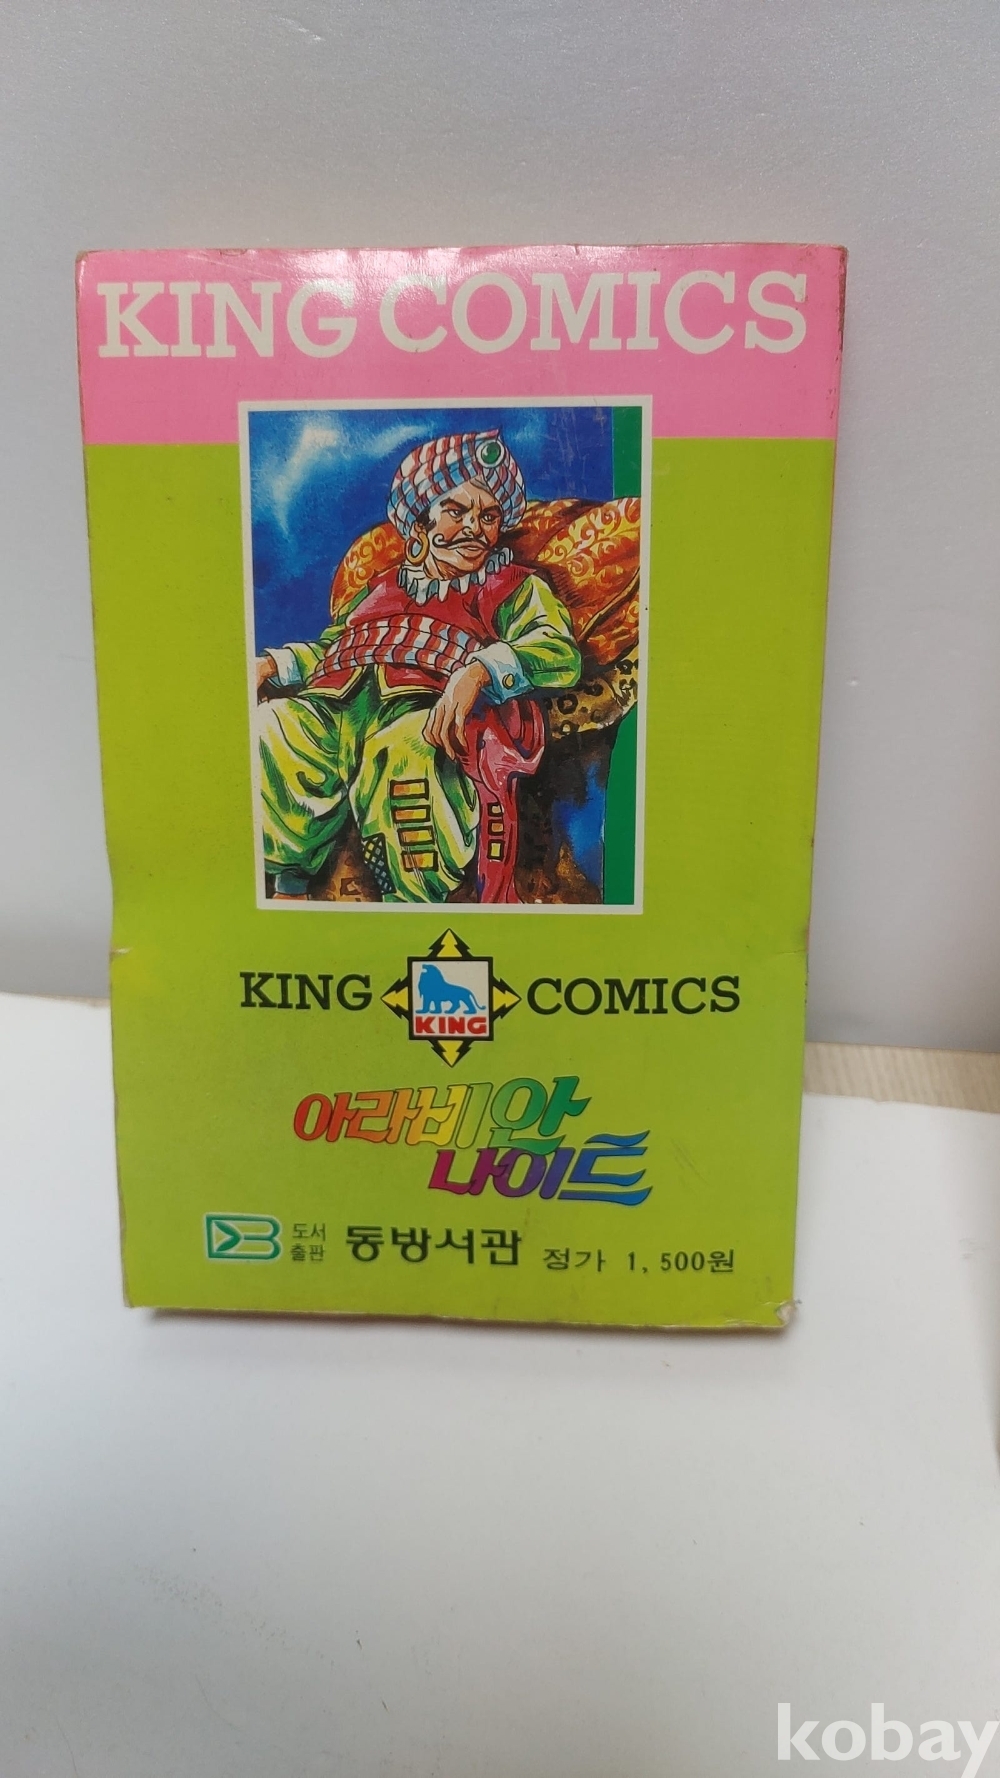 KING COMICS
KING KING COMICS
아라비안
나이트
도서
출판 동방서관 정가 1,500원
kobay